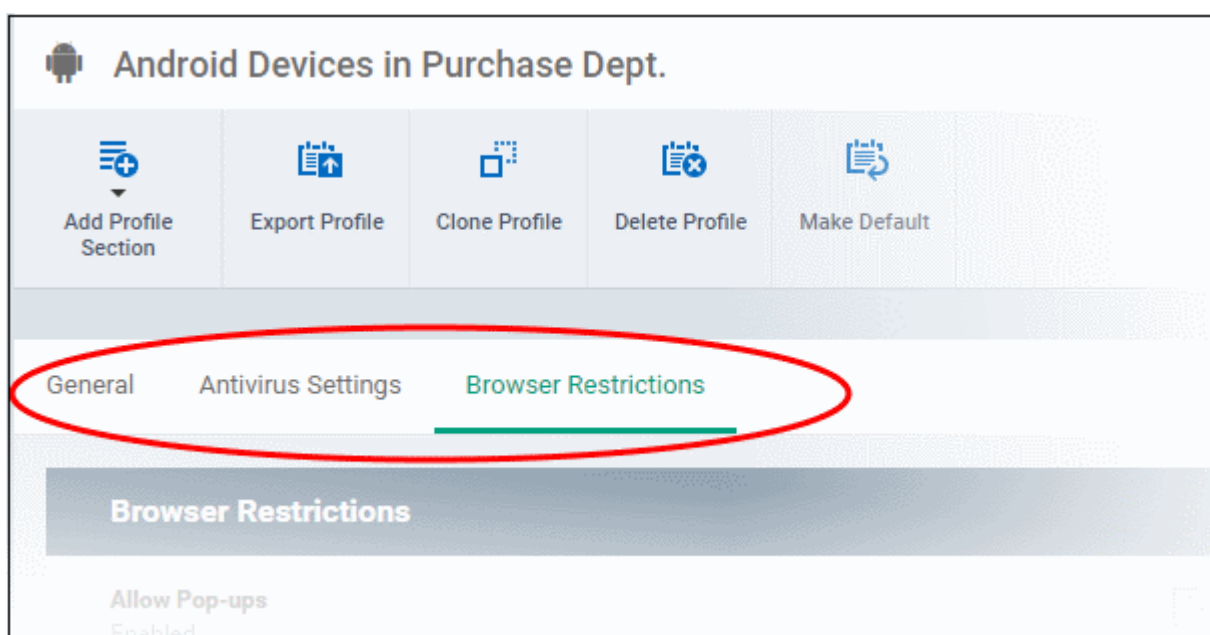 Android Devices in Purchase Dept.
Add Profile
Section
Export Profile
Clone Profile
Delete Profile
Make Default
General
Antivirus Settings
Browser Restrictions
Browser Restrictions
Allow Pop-ups
Enabled